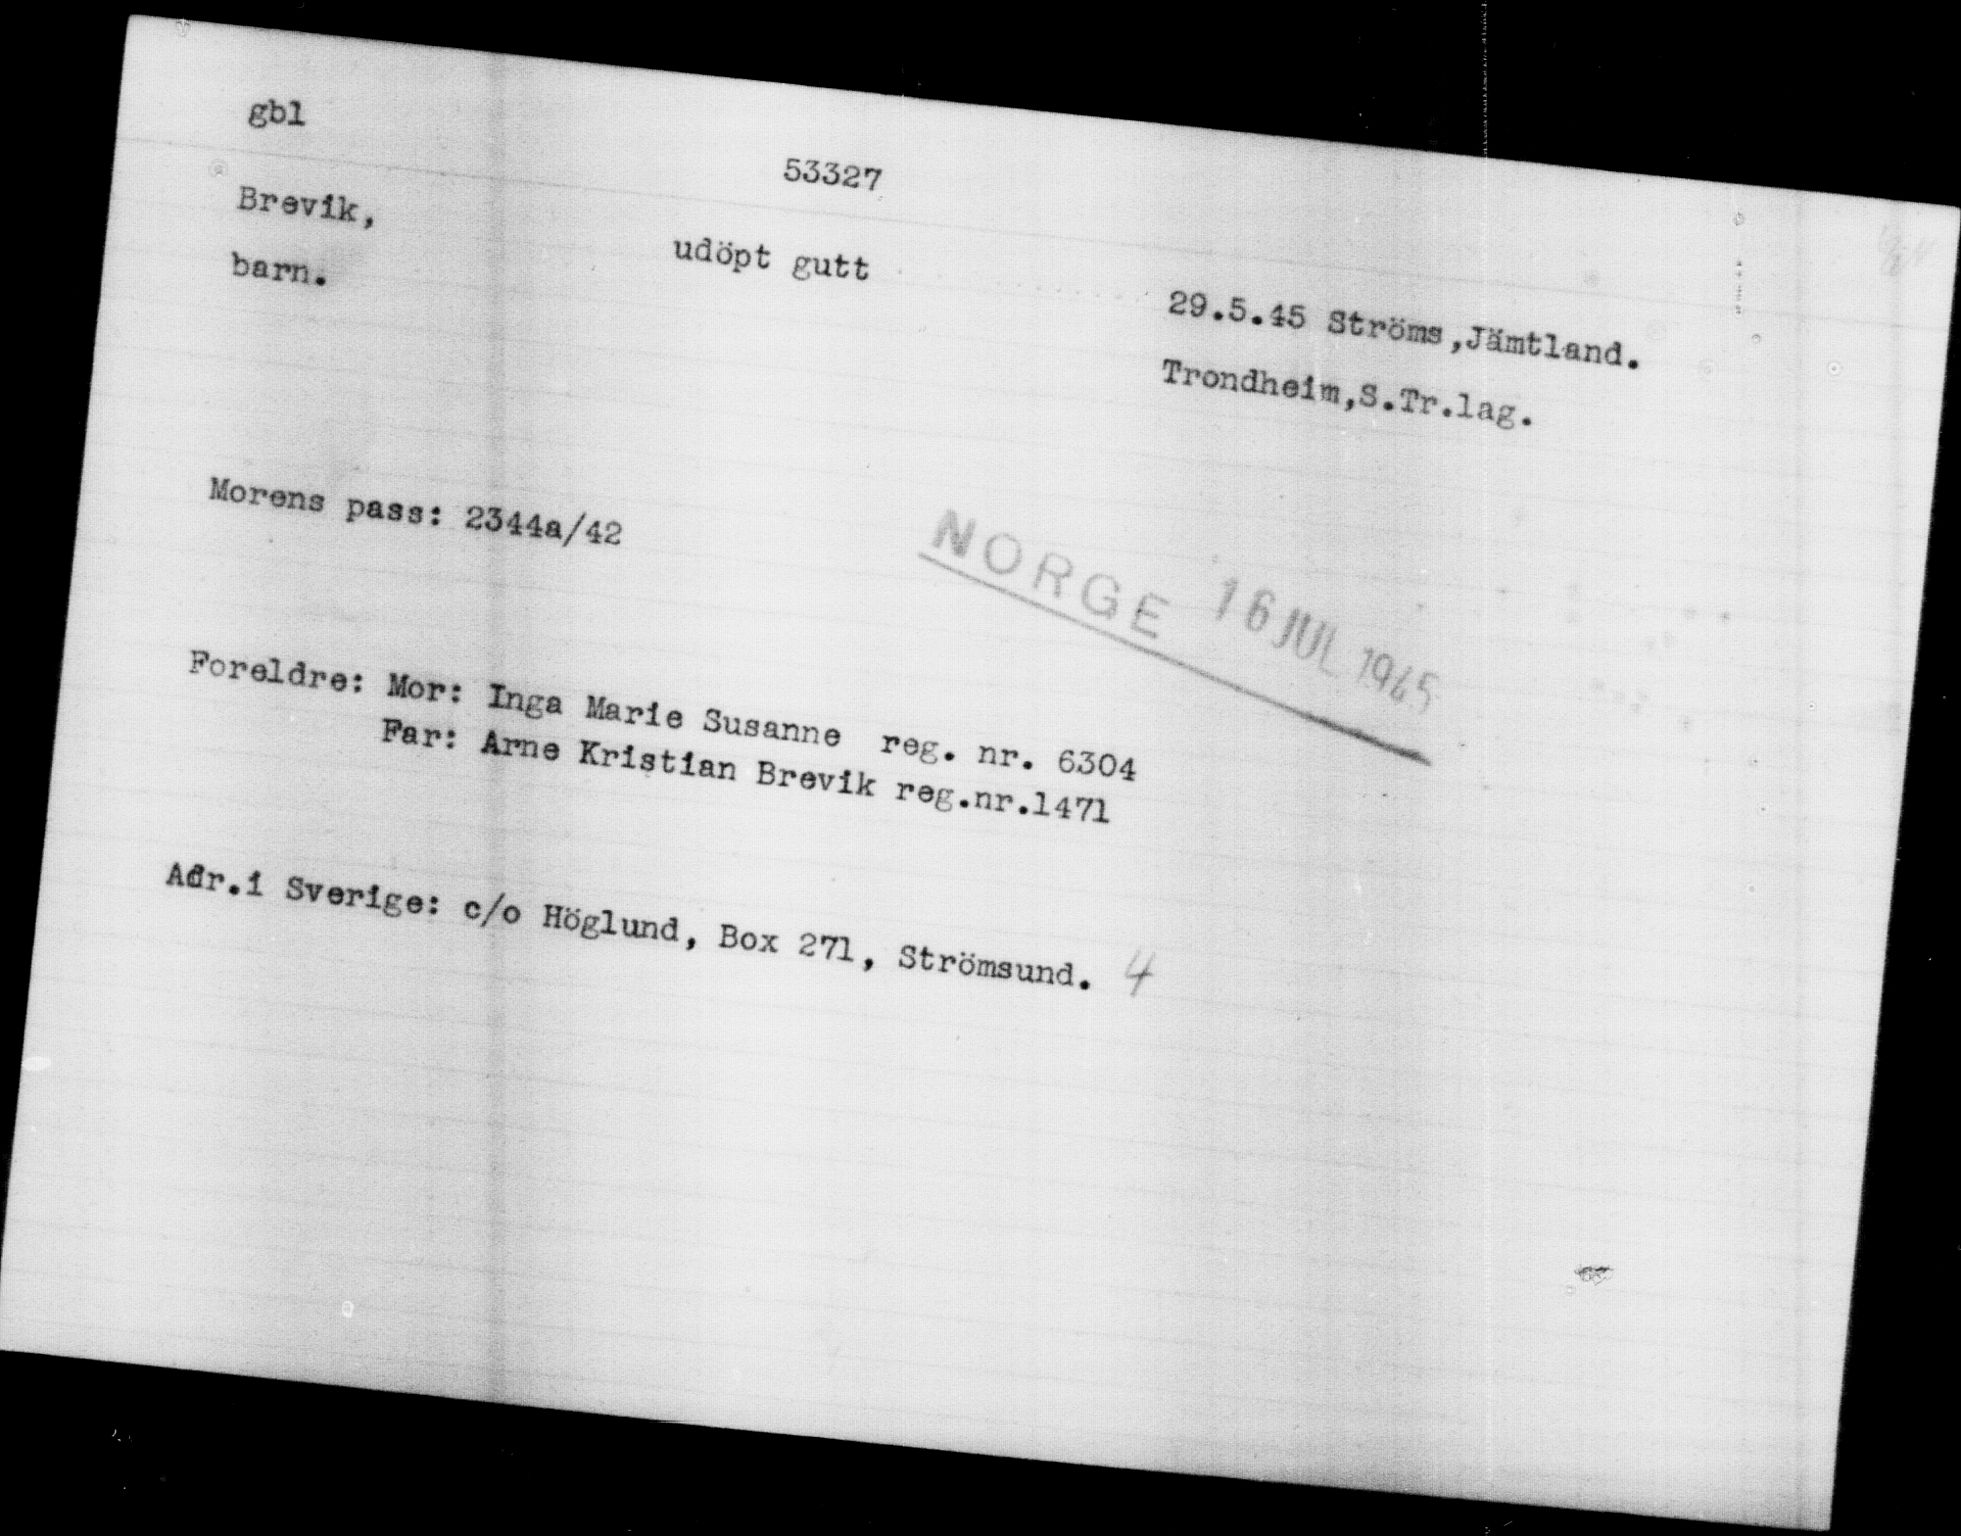 gbl
53327
Brevik,
udöpt gutt
29.5.45 Ströms,Jämtland.
barn.
Trondheim,S.Tr.lag.
Morens pass: 2344a/42
NORGE 16 JUL 1945
Foreldre: Mor: Inga Marie Susanne reg. nr. 6304
Far: Arne Kristian Brevik reg.nr.1471
Adr.i Sverige: c/o Höglund, Box 271, Strömsund. 4